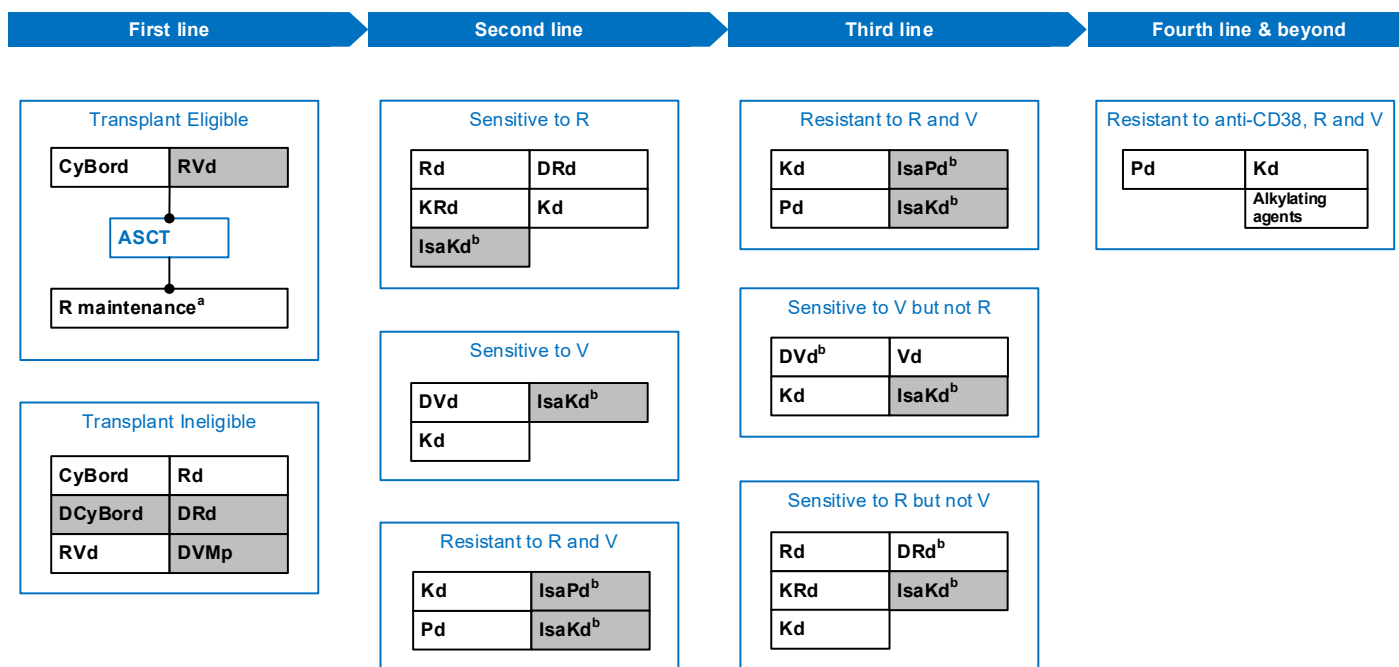 First line
Second line
Third line
Fourth line & beyond
Transplant Eligible
CyBord RVd
ASCT
R maintenanceᵃ
Transplant Ineligible
CyBord Rd
DCyBord DRd
RVd DVMp
Sensitive to R
Rd DRd
KRd Kd
IsaKdᵇ
Sensitive to V
DVd IsaKdᵇ
Kd
Resistant to R and V
Kd IsaPdᵇ
Pd IsaKdᵇ
Resistant to R and V
Kd IsaPdᵇ
Pd IsaKdᵇ
Sensitive to V but not R
DVdᵇ Vd
Kd IsaKdᵇ
Sensitive to R but not V
Rd DRdᵇ
KRd IsaKdᵇ
Kd
Resistant to anti-CD38, R and V
Pd Kd
Alkylating
agents